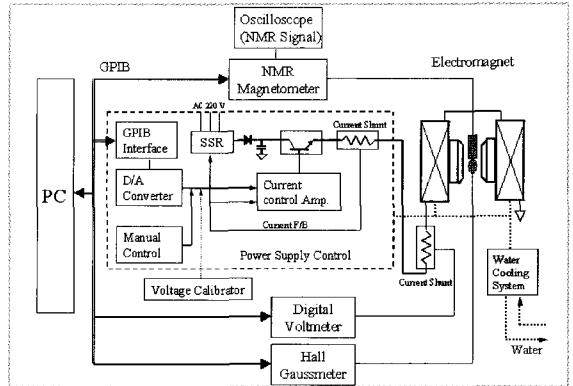 Oscilloscope
(NMR Signal)
GPIB
NMR
Magnetometer
Electromagnet
AC 220 V
Current Shunt
GPIB
Interface
SSR
PC
D/A
Converter
Current
control Amp.
Manual
Control
Current F/B
Power Supply Control
Voltage Calibrator
Current Shunt
Water
Cooling
System
Digital
Voltmeter
Water
Hall
Gaussmeter